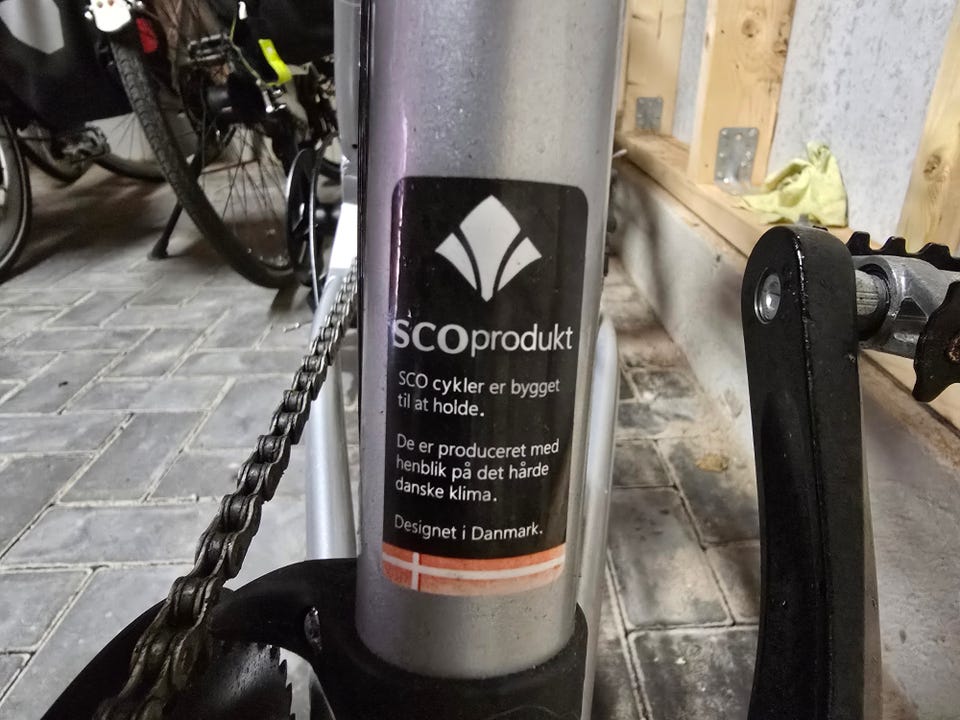 SCOprodukt
SCO cykler er bygget
til at holde.
De er produceret med
henblik på det hårde
danske klima.
Designet i Danmark.